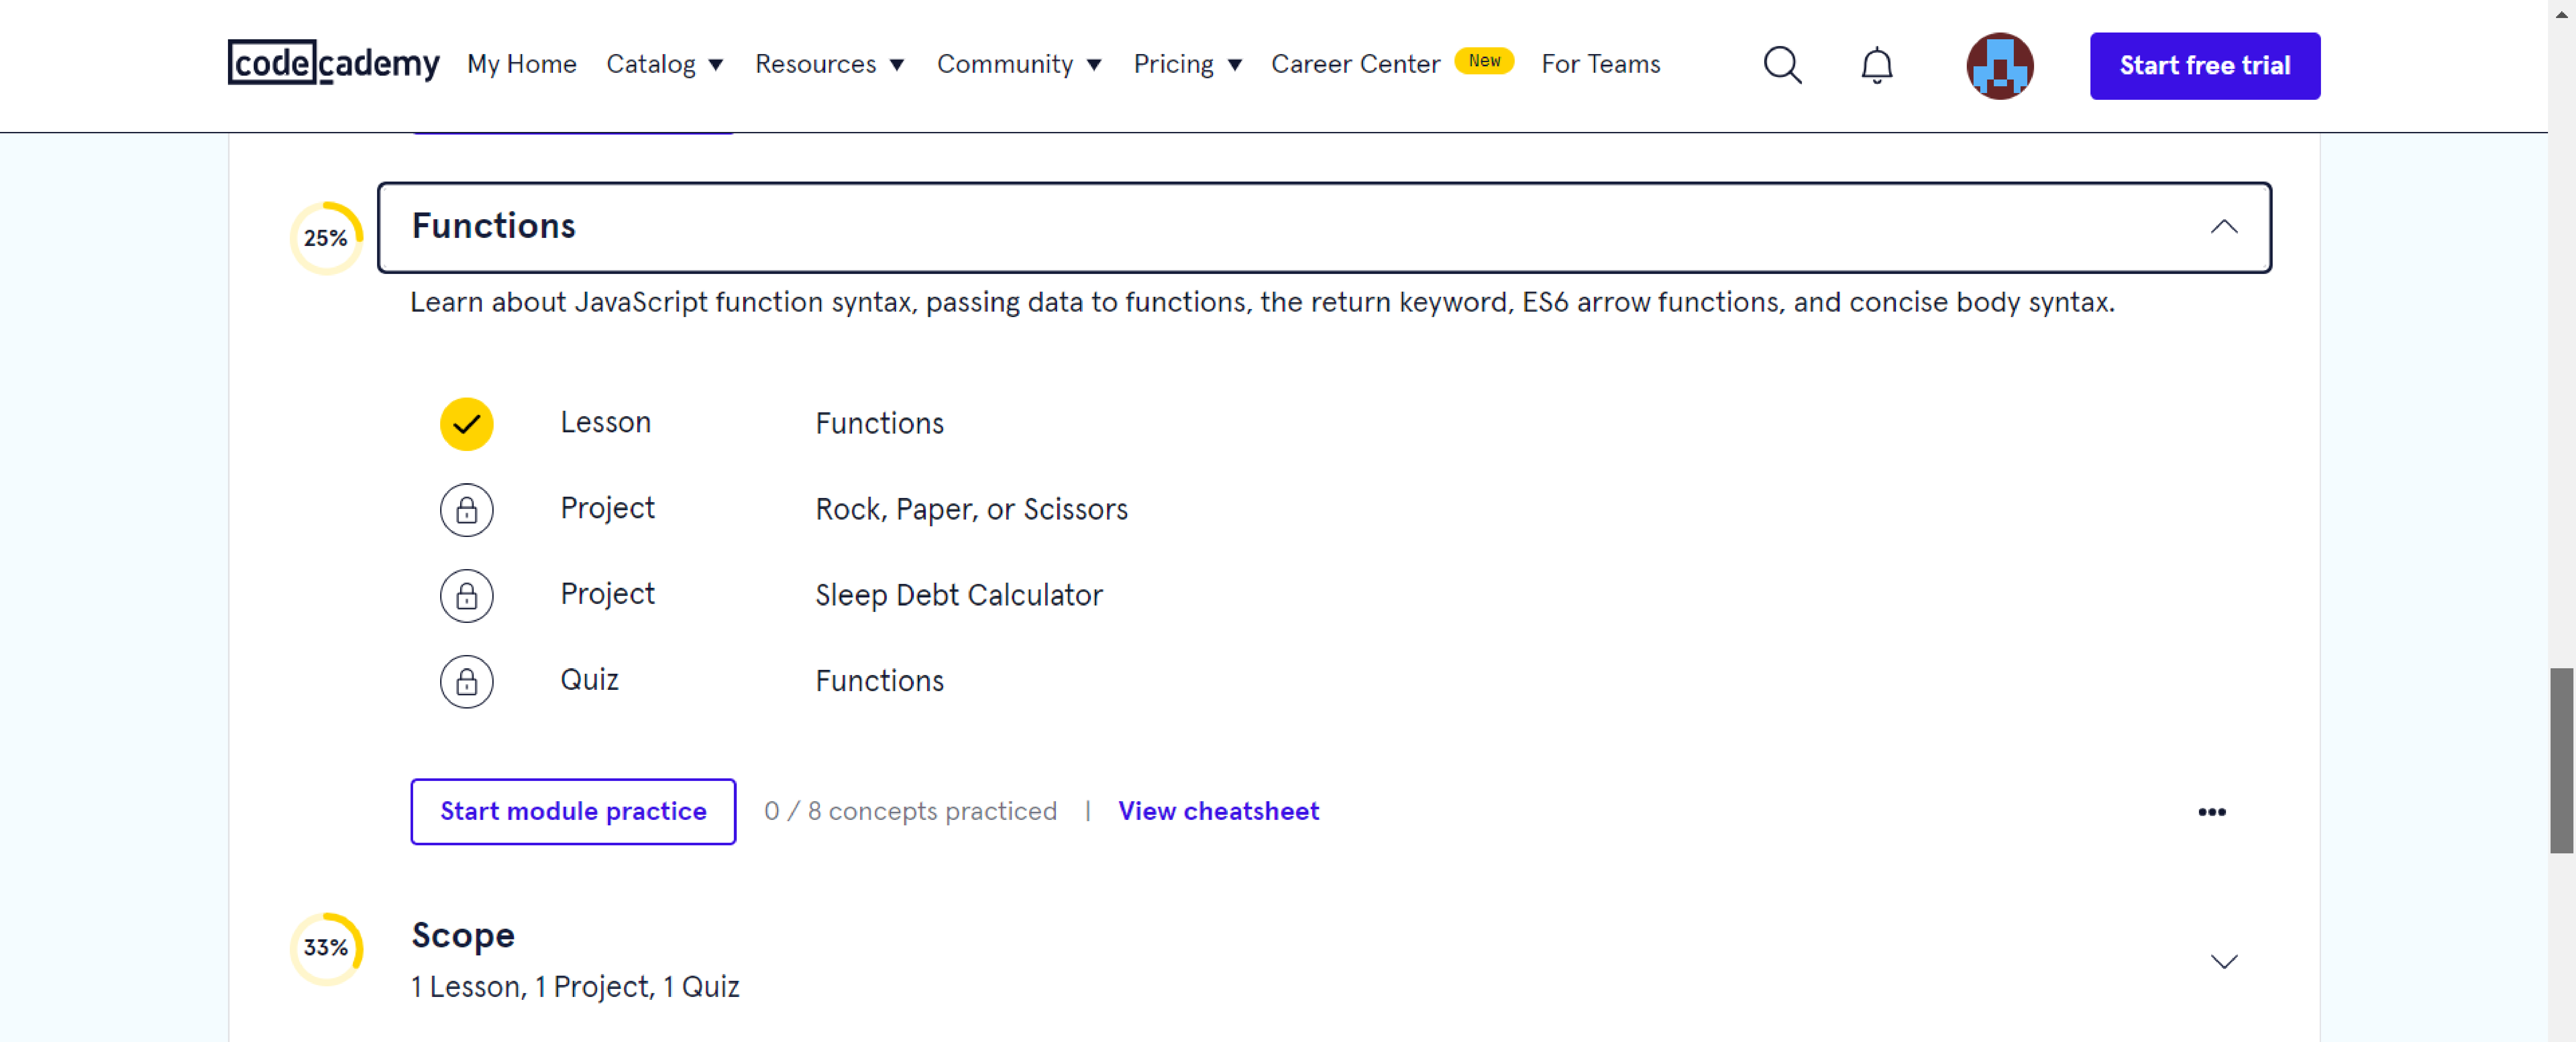 codecademy My Home Catalog Resources Community Pricing Career Center New For Teams Start free trial
25% Functions
Learn about JavaScript function syntax, passing data to functions, the return keyword, ES6 arrow functions, and concise body syntax.
Lesson Functions
Project Rock, Paper, or Scissors
Project Sleep Debt Calculator
Quiz Functions
Start module practice 0 / 8 concepts practiced | View cheatsheet
33% Scope
1 Lesson, 1 Project, 1 Quiz